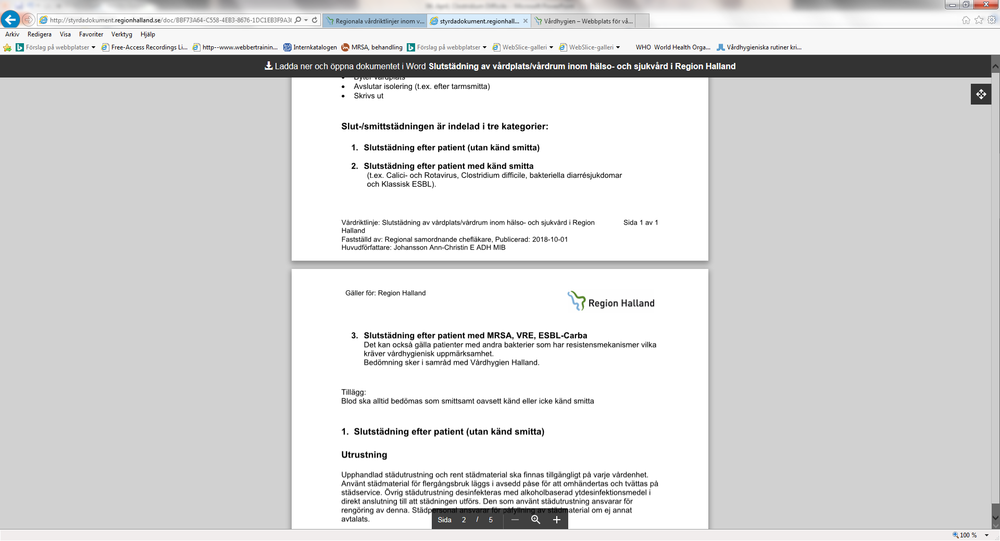 http://styrdadokument.regionhalland.se/doc/BBF73A64-C558-4EB3-8676-1DC1EB3F9A3
Regionala vårdriktlinjer inom v...
styrdadokument.regionhall...
Vårdhygien – Webbplats för vå...
Arkiv Redigera Visa Favoriter Verktyg Hjälp
Förslag på webbplatser
Free-Access Recordings Li...
http--www.webbertrainin...
Internkatalogen
MRSA, behandling
Förslag på webbplatser
WebSlice-galleri
WebSlice-galleri
WHO World Health Orga...
Vårdhygieniska rutiner kri...
Ladda ner och öppna dokumentet i Word Slutstädning av vårdplats/vårdrum inom hälso- och sjukvård i Region Halland
• Byter vårdplats
• Avslutar isolering (t.ex. efter tarmsmitta)
• Skrivs ut
Slut-/smittstädningen är indelad i tre kategorier:
1. Slutstädning efter patient (utan känd smitta)
2. Slutstädning efter patient med känd smitta
(t.ex. Calici- och Rotavirus, Clostridium difficile, bakteriella diarrésjukdomar
och Klassisk ESBL).
Vårdriktlinje: Slutstädning av vårdplats/vårdrum inom hälso- och sjukvård i Region Sida 1 av 1
Halland
Fastställd av: Regional samordnande chefläkare, Publicerad: 2018-10-01
Huvudförfattare: Johansson Ann-Christin E ADH MIB
Gäller för: Region Halland
Region Halland
3. Slutstädning efter patient med MRSA, VRE, ESBL-Carba
Det kan också gälla patienter med andra bakterier som har resistensmekanismer vilka
kräver vårdhygienisk uppmärksamhet.
Bedömning sker i samråd med Vårdhygien Halland.
Tillägg:
Blod ska alltid bedömas som smittsamt oavsett känd eller icke känd smitta
1. Slutstädning efter patient (utan känd smitta)
Utrustning
Upphandlad städutrustning och rent städmaterial ska finnas tillgängligt på varje vårdenhet.
Använt städmaterial för flergångsbruk läggs i avsedd påse för att omhändertas och tvättas på
städservice. Övrig städutrustning desinfekteras med alkoholbaserad ytdesinfektionsmedel i
direkt anslutning till att städningen utförs. Den som använt städutrustning ansvarar för
rengöring av denna. Städpersonal ansvarar för påfyllning av städmaterial om ej annat
avtalats.
Sida 2 / 5
100 %